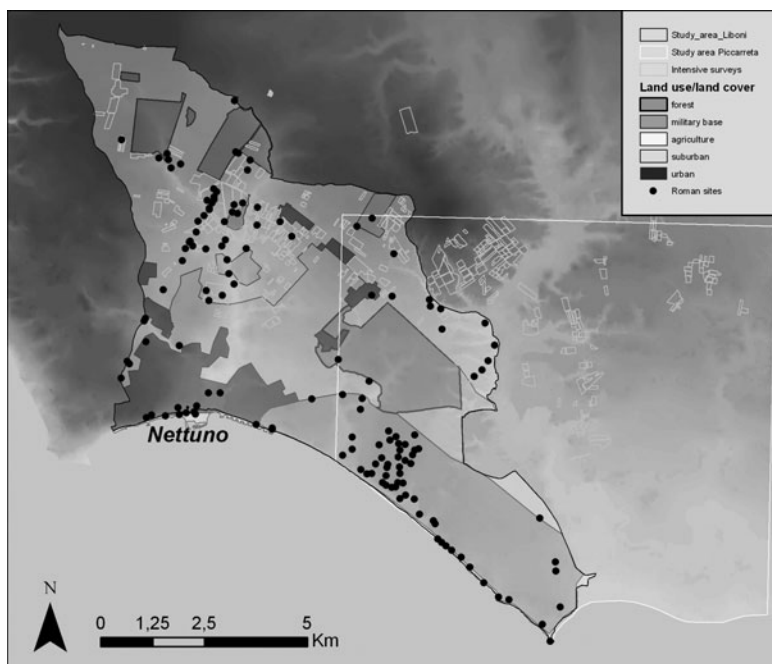 Study_area_Liboni
Study area Piccarreta
Intensive surveys
Land use/land cover
forest
military base
agriculture
suburban
urban
Roman sites
Nettuno
N
0 1,25 2,5 5
Km